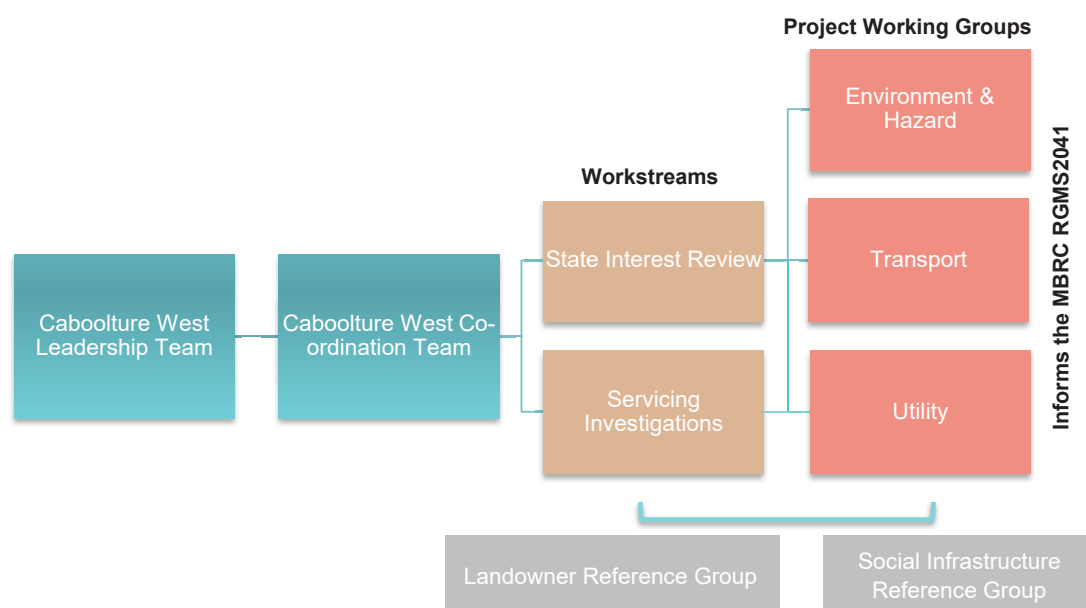 Project Working Groups
Environment &
Hazard
Workstreams
State Interest Review
Transport
Caboolture West
Leadership Team
Caboolture West Co-
ordination Team
Servicing
Investigations
Utility
Informs the MBRC RGMS2041
Landowner Reference Group
Social Infrastructure
Reference Group